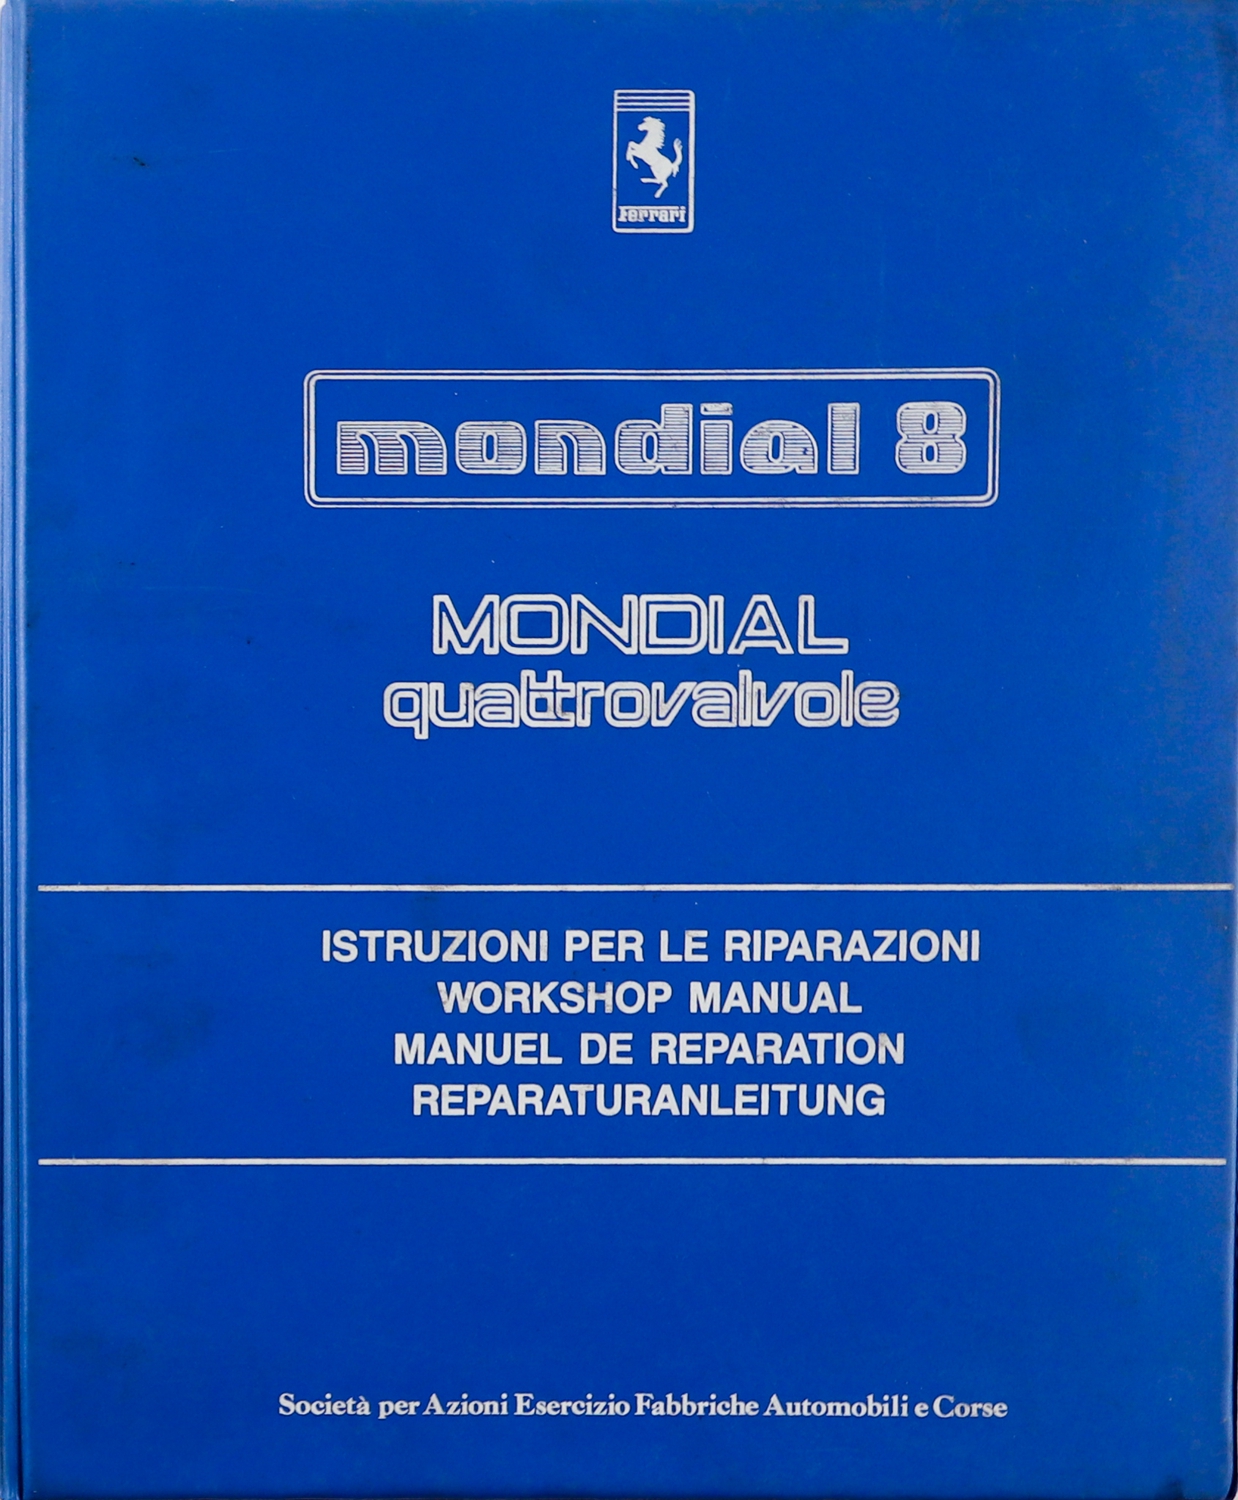 Ferrari
mondial 8
MONDIAL
quattrovalvole
ISTRUZIONI PER LE RIPARAZIONI
WORKSHOP MANUAL
MANUEL DE REPARATION
REPARATURANLEITUNG
Società per Azioni Esercizio Fabbriche Automobili e Corse